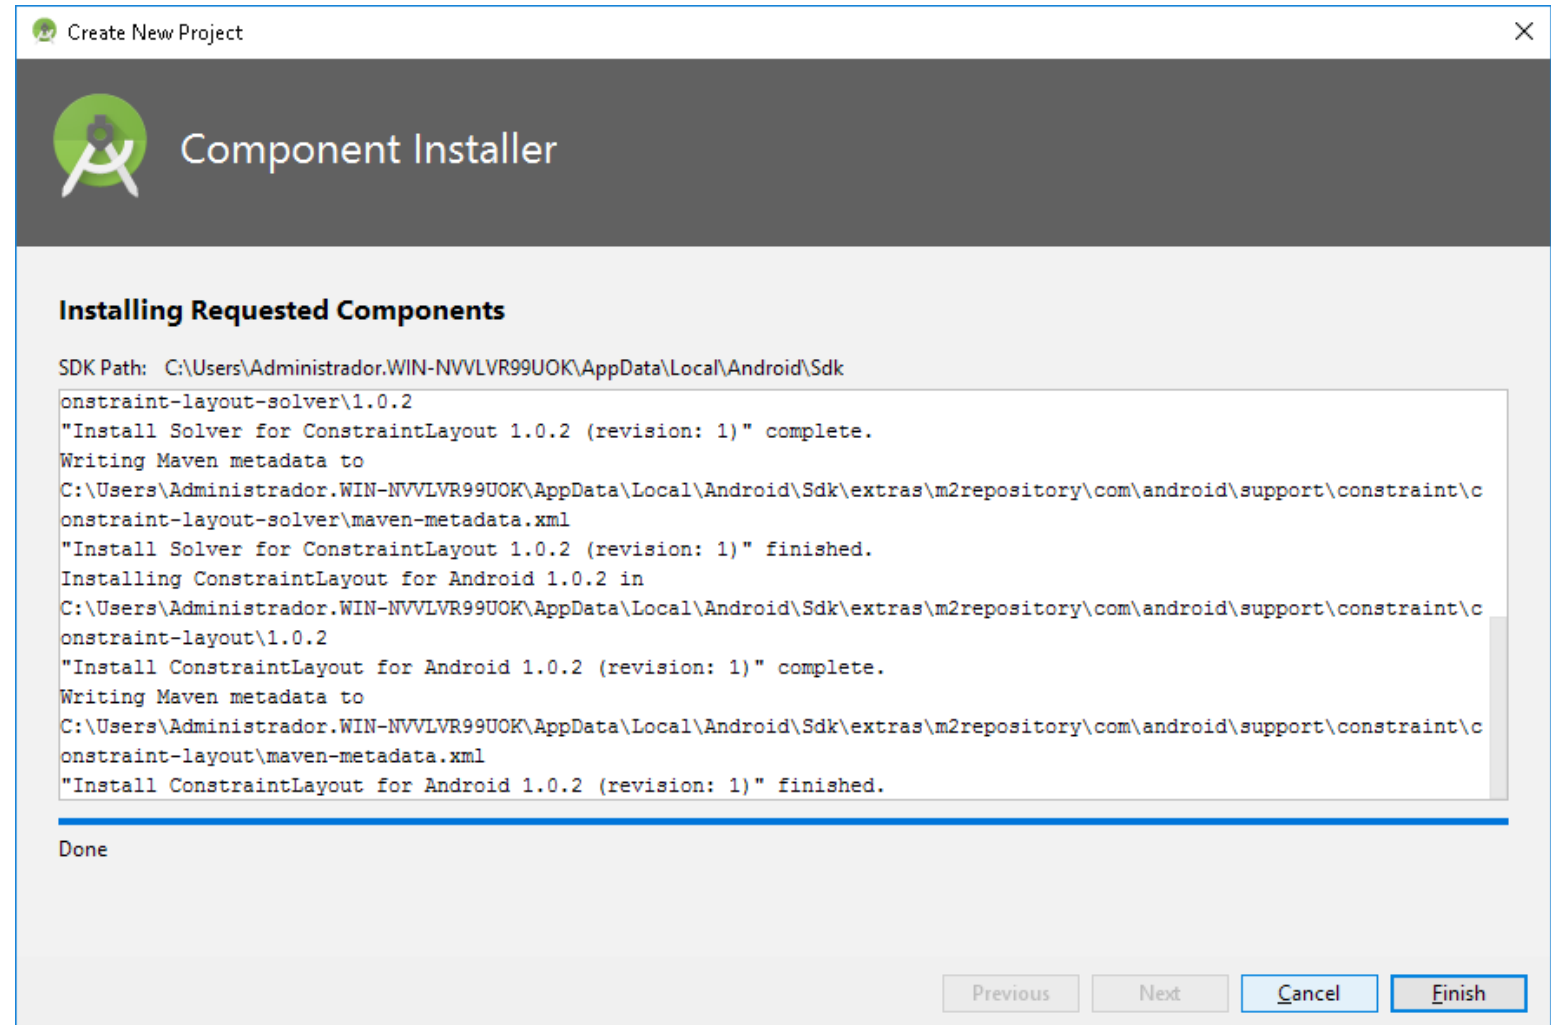 Create New Project
Component Installer
Installing Requested Components
SDK Path: C:\Users\Administrador.WIN-NVVLVR99UOK\AppData\Local\Android\Sdk
onstraint-layout-solver\1.0.2
"Install Solver for ConstraintLayout 1.0.2 (revision: 1)" complete.
Writing Maven metadata to
C:\Users\Administrador.WIN-NVVLVR99UOK\AppData\Local\Android\Sdk\extras\m2repository\com\android\support\constraint\c
onstraint-layout-solver\maven-metadata.xml
"Install Solver for ConstraintLayout 1.0.2 (revision: 1)" finished.
Installing ConstraintLayout for Android 1.0.2 in
C:\Users\Administrador.WIN-NVVLVR99UOK\AppData\Local\Android\Sdk\extras\m2repository\com\android\support\constraint\c
onstraint-layout\1.0.2
"Install ConstraintLayout for Android 1.0.2 (revision: 1)" complete.
Writing Maven metadata to
C:\Users\Administrador.WIN-NVVLVR99UOK\AppData\Local\Android\Sdk\extras\m2repository\com\android\support\constraint\c
onstraint-layout\maven-metadata.xml
"Install ConstraintLayout for Android 1.0.2 (revision: 1)" finished.
Done
Previous Next Cancel Finish